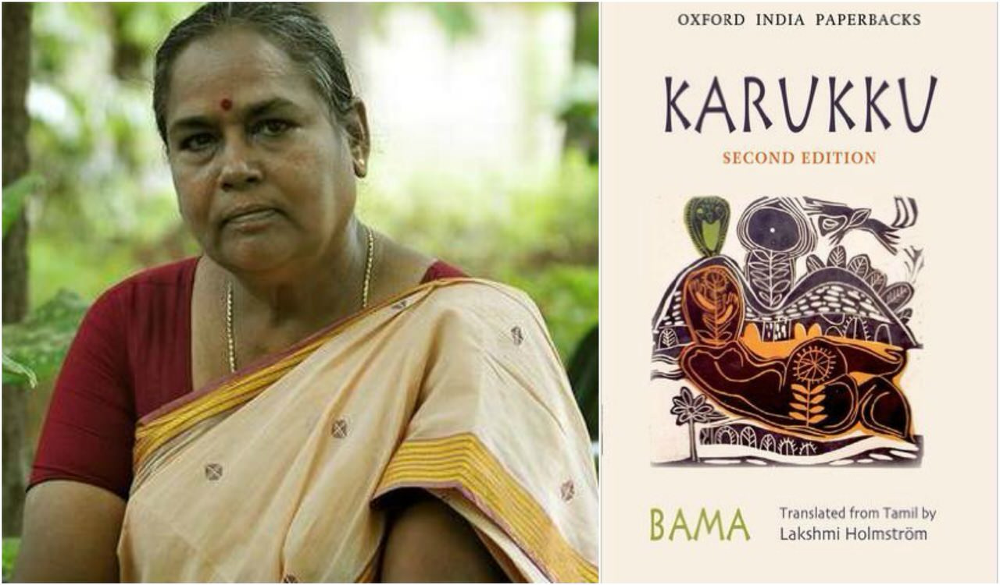 OXFORD INDIA PAPERBACKS
KARUKKU
SECOND EDITION
BAMA
Translated from Tamil by
Lakshmi Holmström